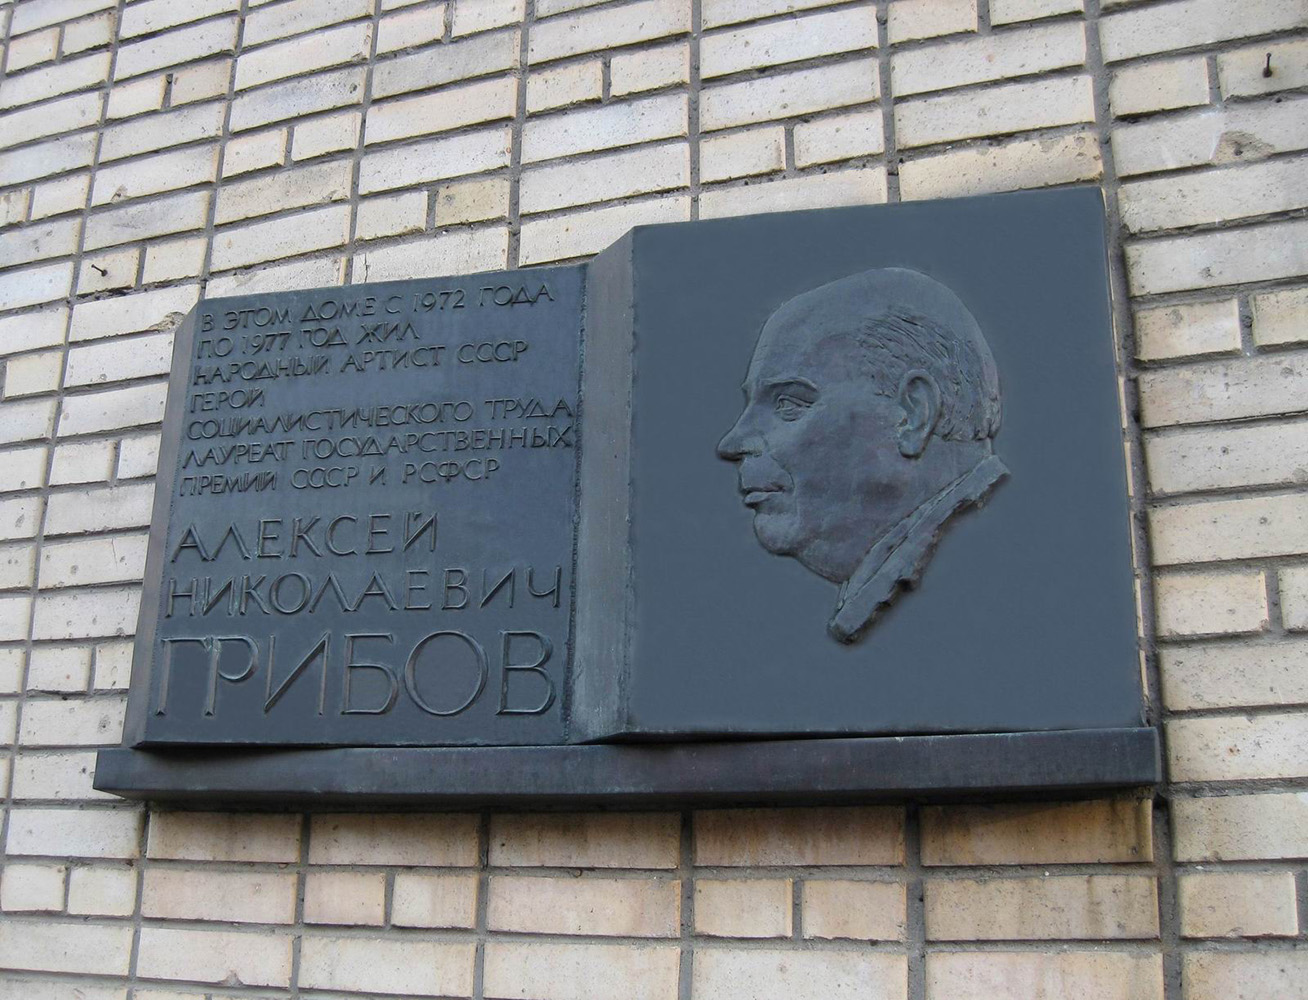 В ЭТОМ ДОМЕ С 1972 ГОДА
ПО 1977 ГОД ЖИЛ
НАРОДНЫЙ АРТИСТ СССР
ГЕРОЙ
СОЦИАЛИСТИЧЕСКОГО ТРУДА
ЛАУРЕАТ ГОСУДАРСТВЕННЫХ
ПРЕМИЙ СССР И РСФСР
АЛЕКСЕЙ
НИКОЛАЕВИЧ
ГРИБОВ